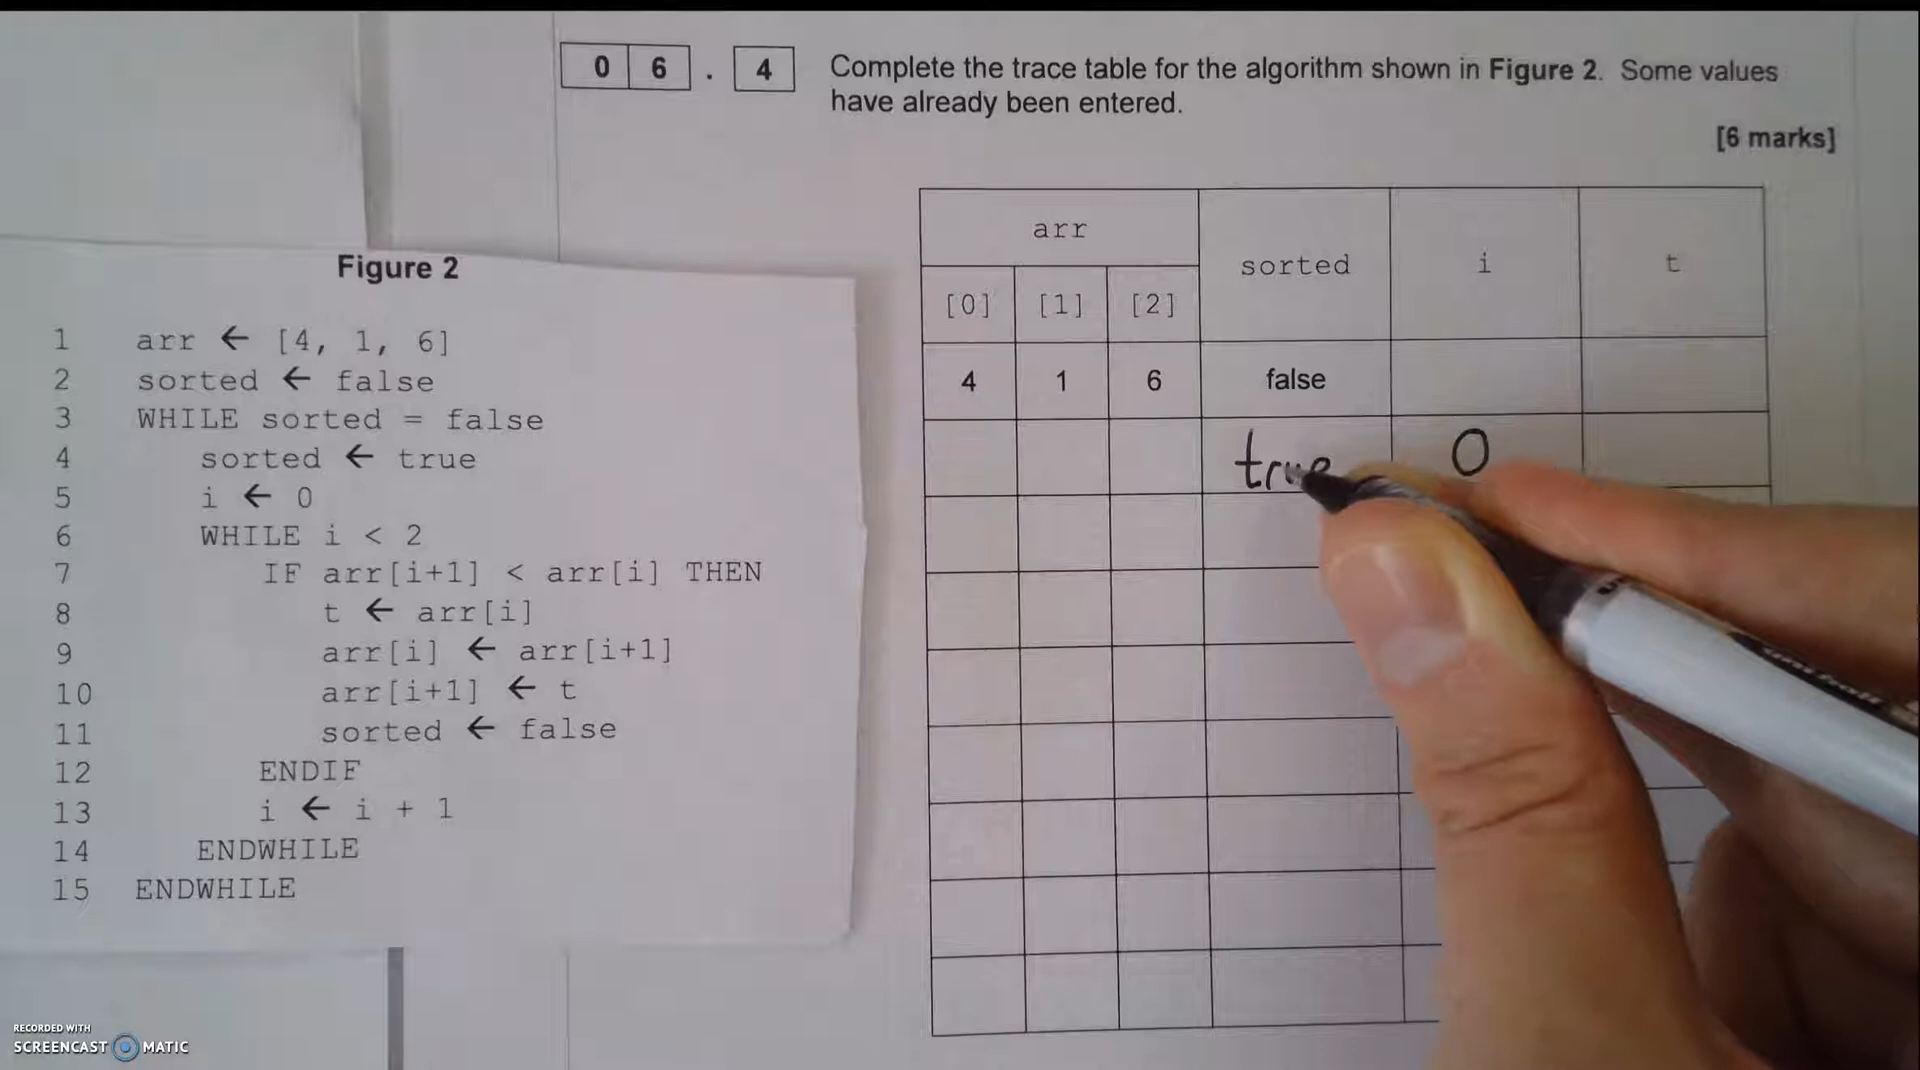 0 6 . 4 Complete the trace table for the algorithm shown in Figure 2. Some values
have already been entered.
[6 marks]
Figure 2
1 arr ← [4, 1, 6]
2 sorted ← false
3 WHILE sorted = false
4 sorted ← true
5 i ← 0
6 WHILE i < 2
7 IF arr[i+1] < arr[i] THEN
8 t ← arr[i]
9 arr[i] ← arr[i+1]
10 arr[i+1] ← t
11 sorted ← false
12 ENDIF
13 i ← i + 1
14 ENDWHILE
15 ENDWHILE
arr sorted i t
[0] [1] [2]
4 1 6 false
true 0
uni-ball
RECORDED WITH
SCREENCAST MATIC